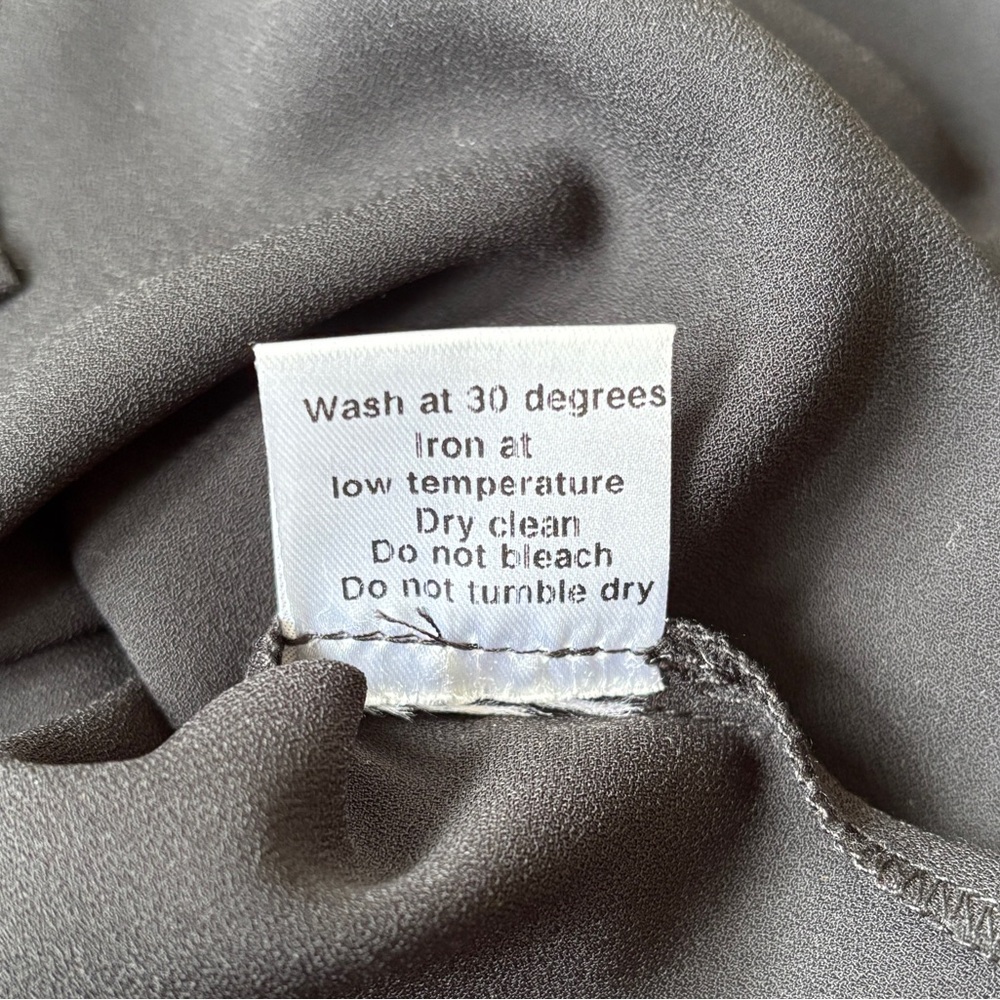 Wash at 30 degrees
Iron at
low temperature
Dry clean
Do not bleach
Do not tumble dry